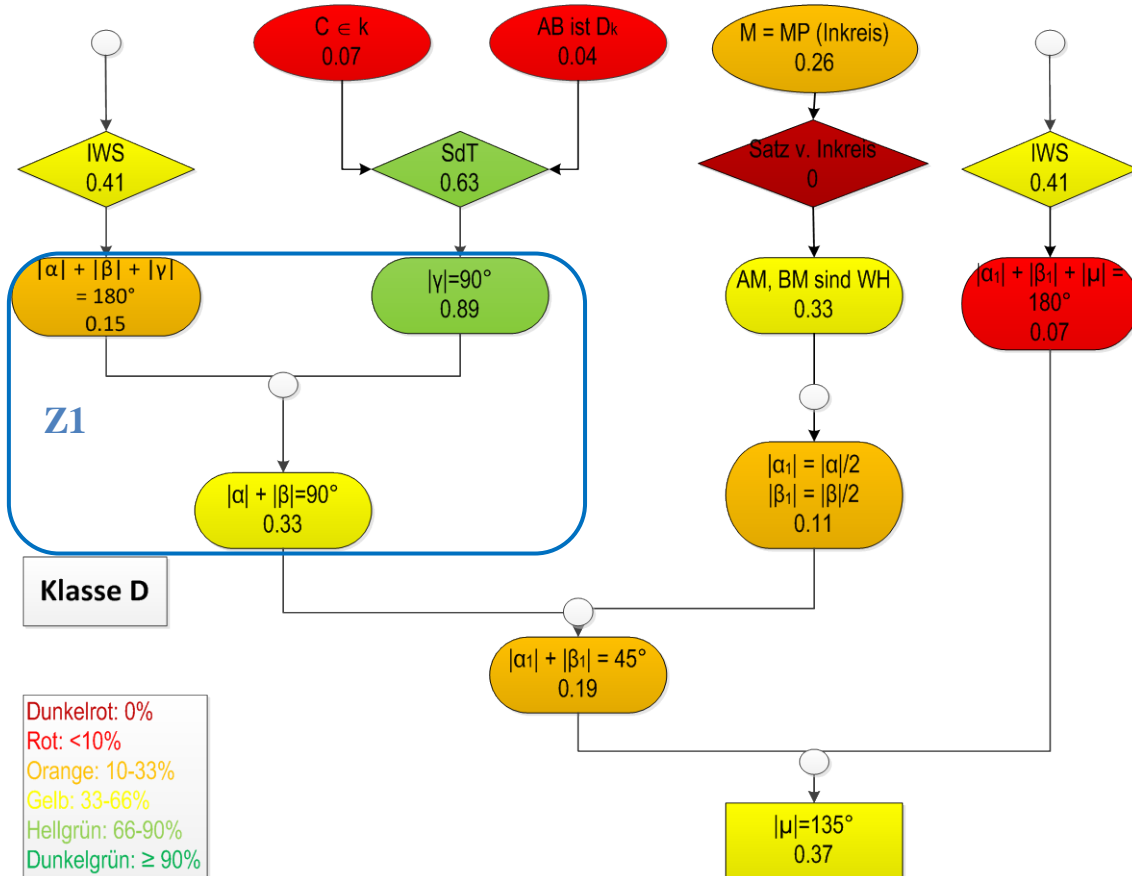 C ∈ k
0.07
AB ist Dk
0.04
M = MP (Inkreis)
0.26
IWS
0.41
SdT
0.63
Satz v. Inkreis
0
IWS
0.41
|α| + |β| + |γ|
= 180°
0.15
|γ|=90°
0.89
AM, BM sind WH
0.33
|α₁| + |β₁| + |µ| =
180°
0.07
Z1
|α| + |β|=90°
0.33
|α₁| = |α|/2
|β₁| = |β|/2
0.11
Klasse D
|α₁| + |β₁| = 45°
0.19
Dunkelrot: 0%
Rot: <10%
Orange: 10-33%
Gelb: 33-66%
Hellgrün: 66-90%
Dunkelgrün: ≥ 90%
|µ|=135°
0.37